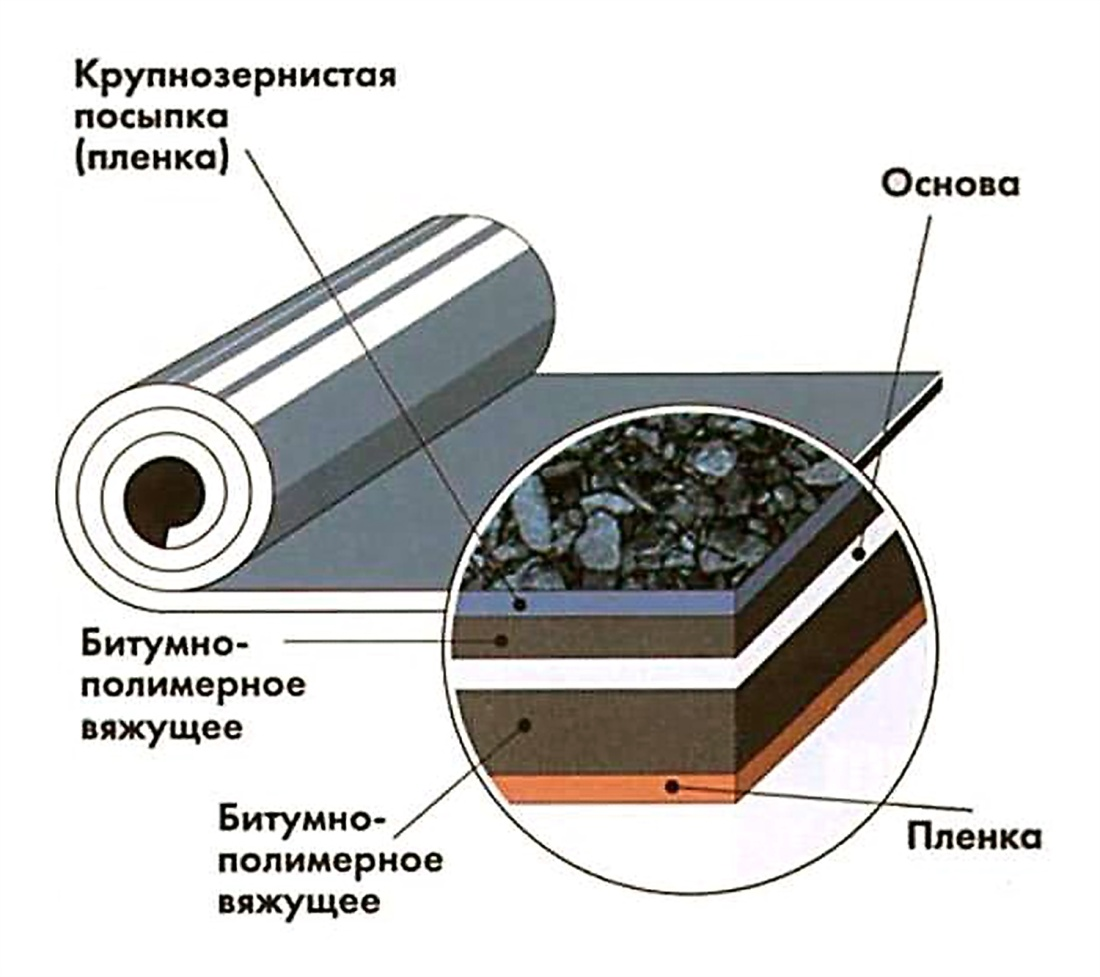 Крупнозернистая
посыпка
(пленка)
Основа
Битумно-
полимерное
вяжущее
Битумно-
полимерное
вяжущее
Пленка